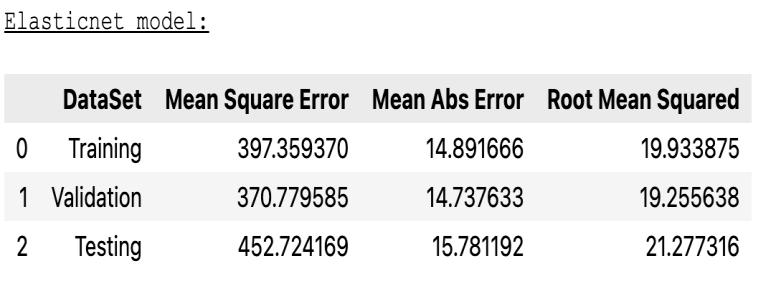 Elasticnet model:
DataSet Mean Square Error Mean Abs Error Root Mean Squared
0 Training 397.359370 14.891666 19.933875
1 Validation 370.779585 14.737633 19.255638
2 Testing 452.724169 15.781192 21.277316